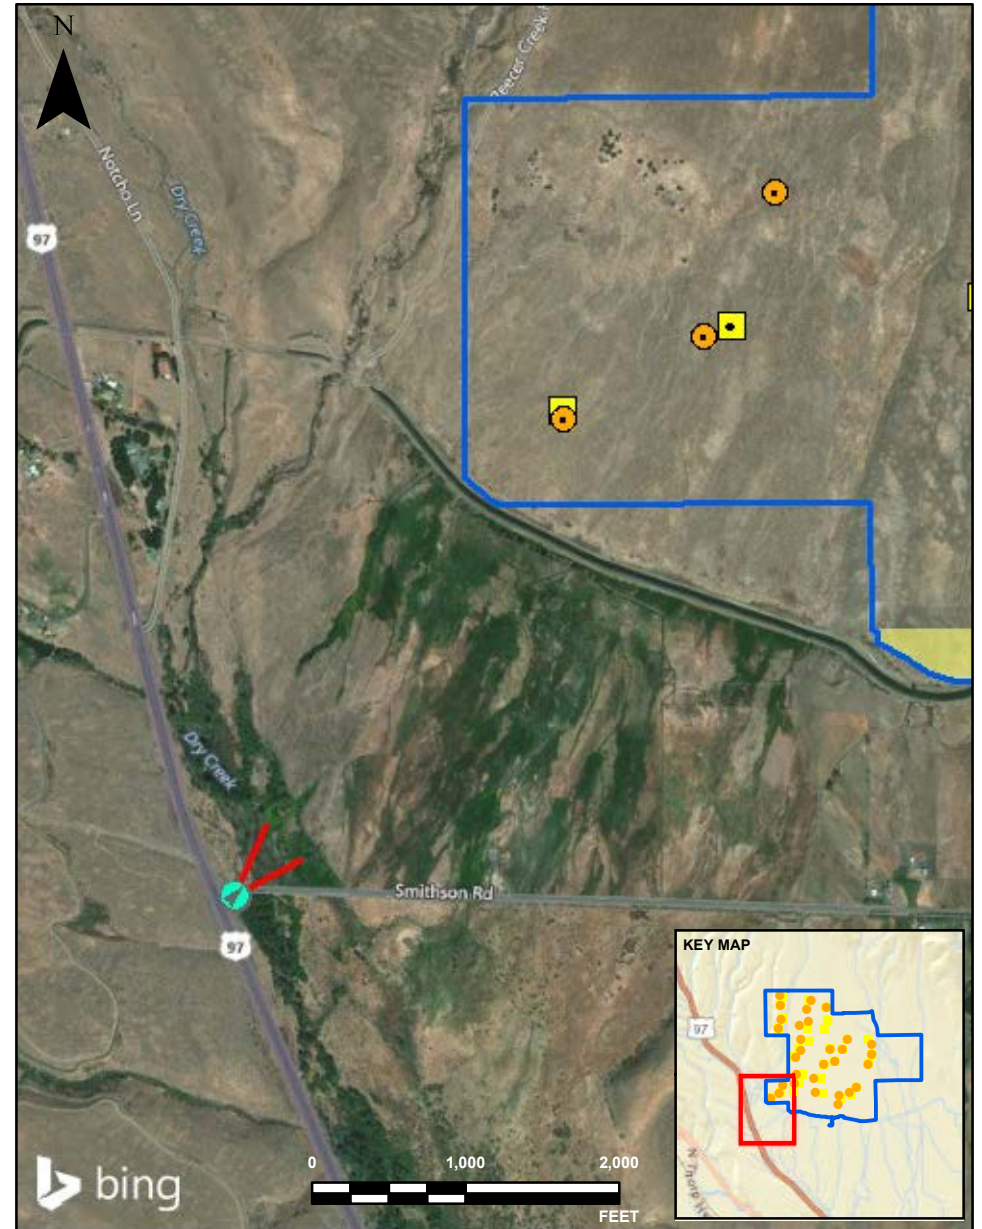 N
Reecer Creek
Notcho Ln
Dry Creek
97
Dry Creek
Smithson Rd
97
KEY MAP
97
N Thorp H
bing
0 1,000 2,000
FEET